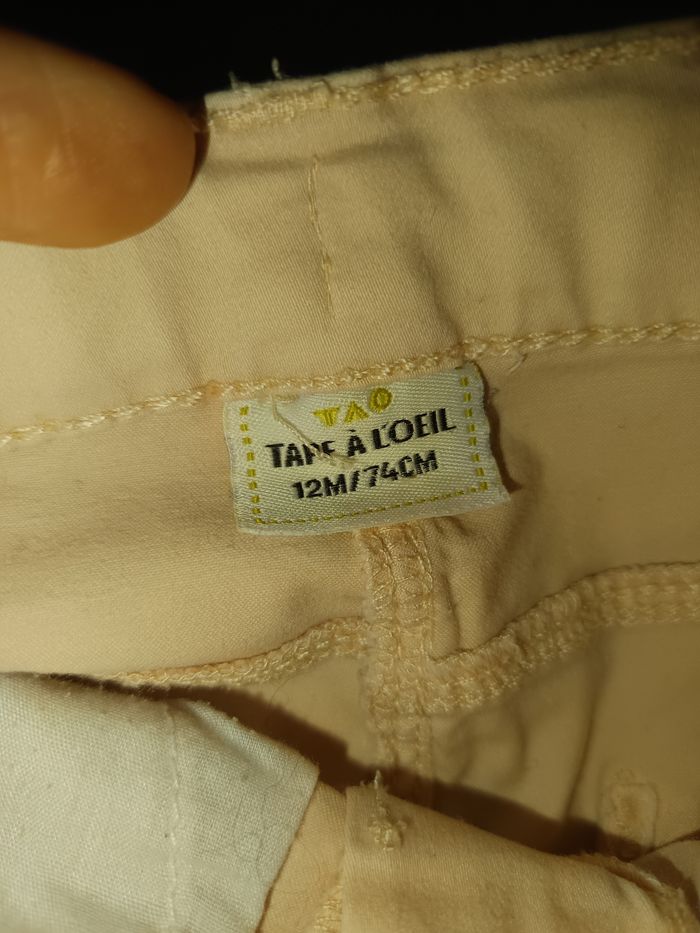 TAO
TAPE À L'OEIL
12M/74CM